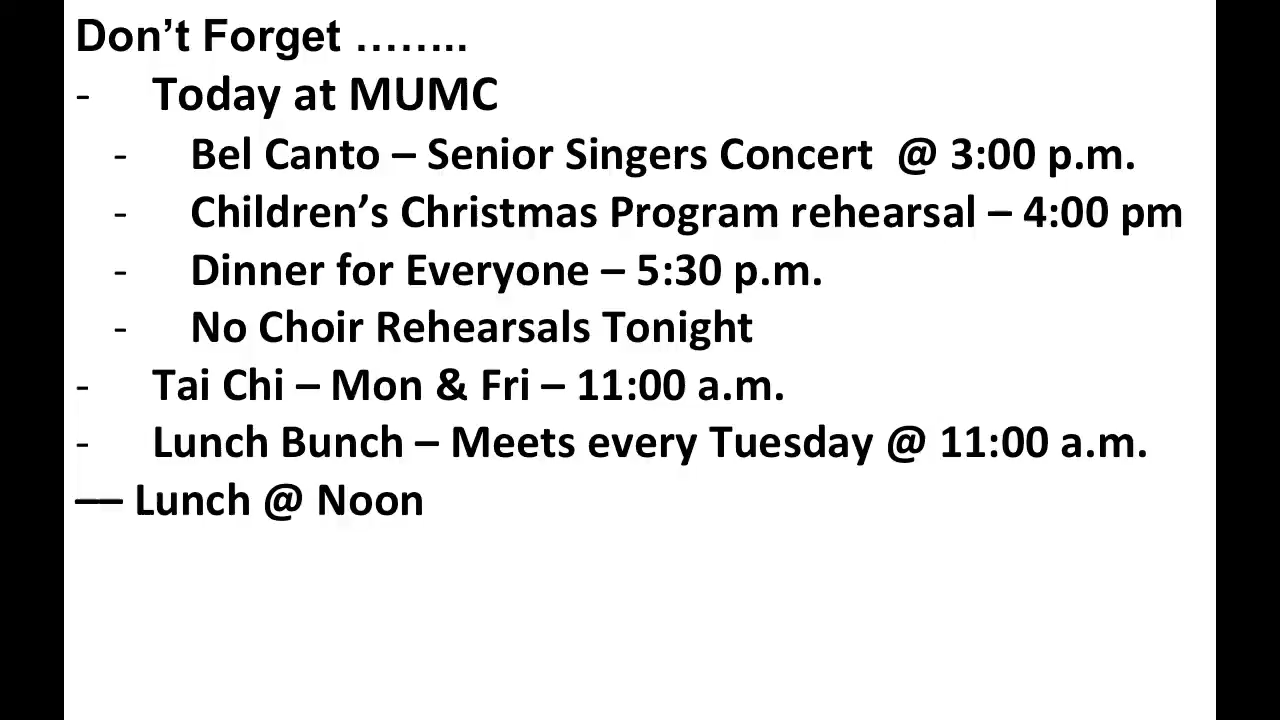 Don’t Forget ……..
- Today at MUMC
- Bel Canto – Senior Singers Concert @ 3:00 p.m.
- Children’s Christmas Program rehearsal – 4:00 pm
- Dinner for Everyone – 5:30 p.m.
- No Choir Rehearsals Tonight
- Tai Chi – Mon & Fri – 11:00 a.m.
- Lunch Bunch – Meets every Tuesday @ 11:00 a.m.
–– Lunch @ Noon